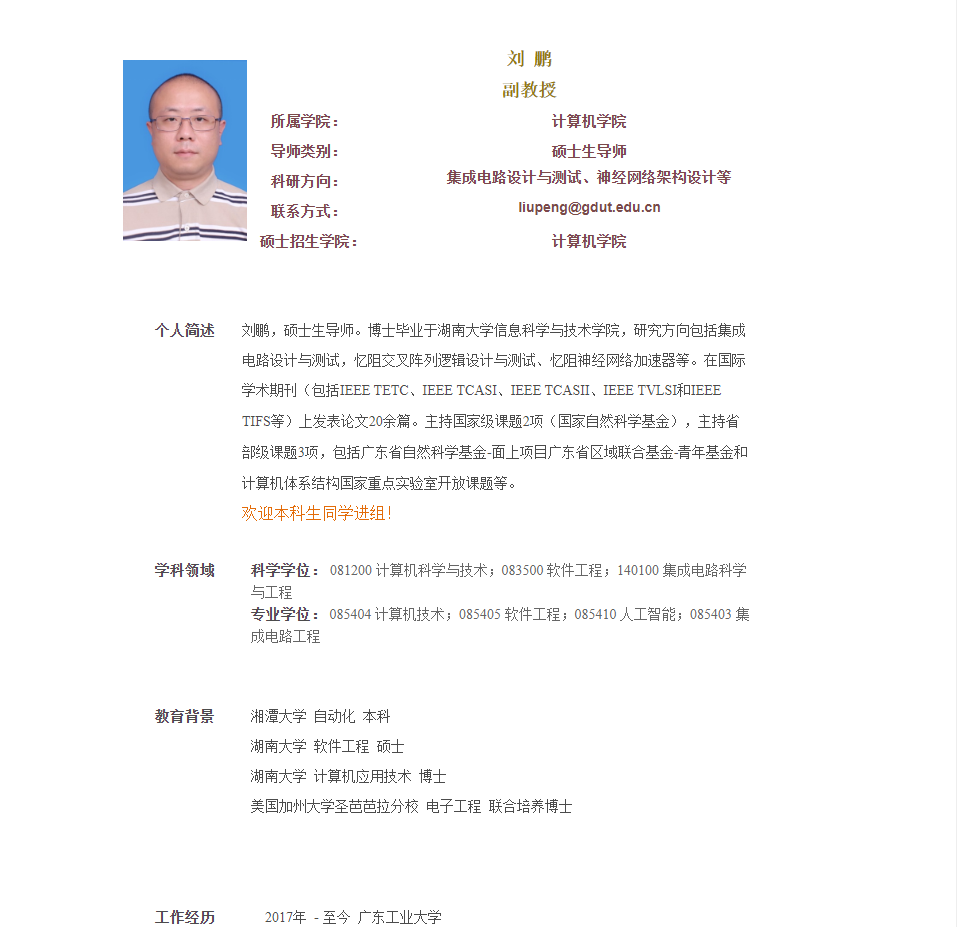 刘 鹏
副教授
所属学院： 计算机学院
导师类别： 硕士生导师
科研方向： 集成电路设计与测试、神经网络架构设计等
联系方式： liupeng@gdut.edu.cn
硕士招生学院： 计算机学院
个人简述 刘鹏，硕士生导师。博士毕业于湖南大学信息科学与技术学院，研究方向包括集成
电路设计与测试，忆阻交叉阵列逻辑设计与测试、忆阻神经网络加速器等。在国际
学术期刊（包括IEEE TETC、IEEE TCASI、IEEE TCASII、IEEE TVLSI和IEEE
TIFS等）上发表论文20余篇。主持国家级课题2项（国家自然科学基金），主持省
部级课题3项，包括广东省自然科学基金-面上项目广东省区域联合基金-青年基金和
计算机体系结构国家重点实验室开放课题等。
欢迎本科生同学进组！
学科领域 科学学位： 081200 计算机科学与技术；083500 软件工程；140100 集成电路科学
与工程
专业学位： 085404 计算机技术；085405 软件工程；085410 人工智能；085403 集
成电路工程
教育背景 湘潭大学 自动化 本科
湖南大学 软件工程 硕士
湖南大学 计算机应用技术 博士
美国加州大学圣芭芭拉分校 电子工程 联合培养博士
工作经历 2017年 - 至今 广东工业大学